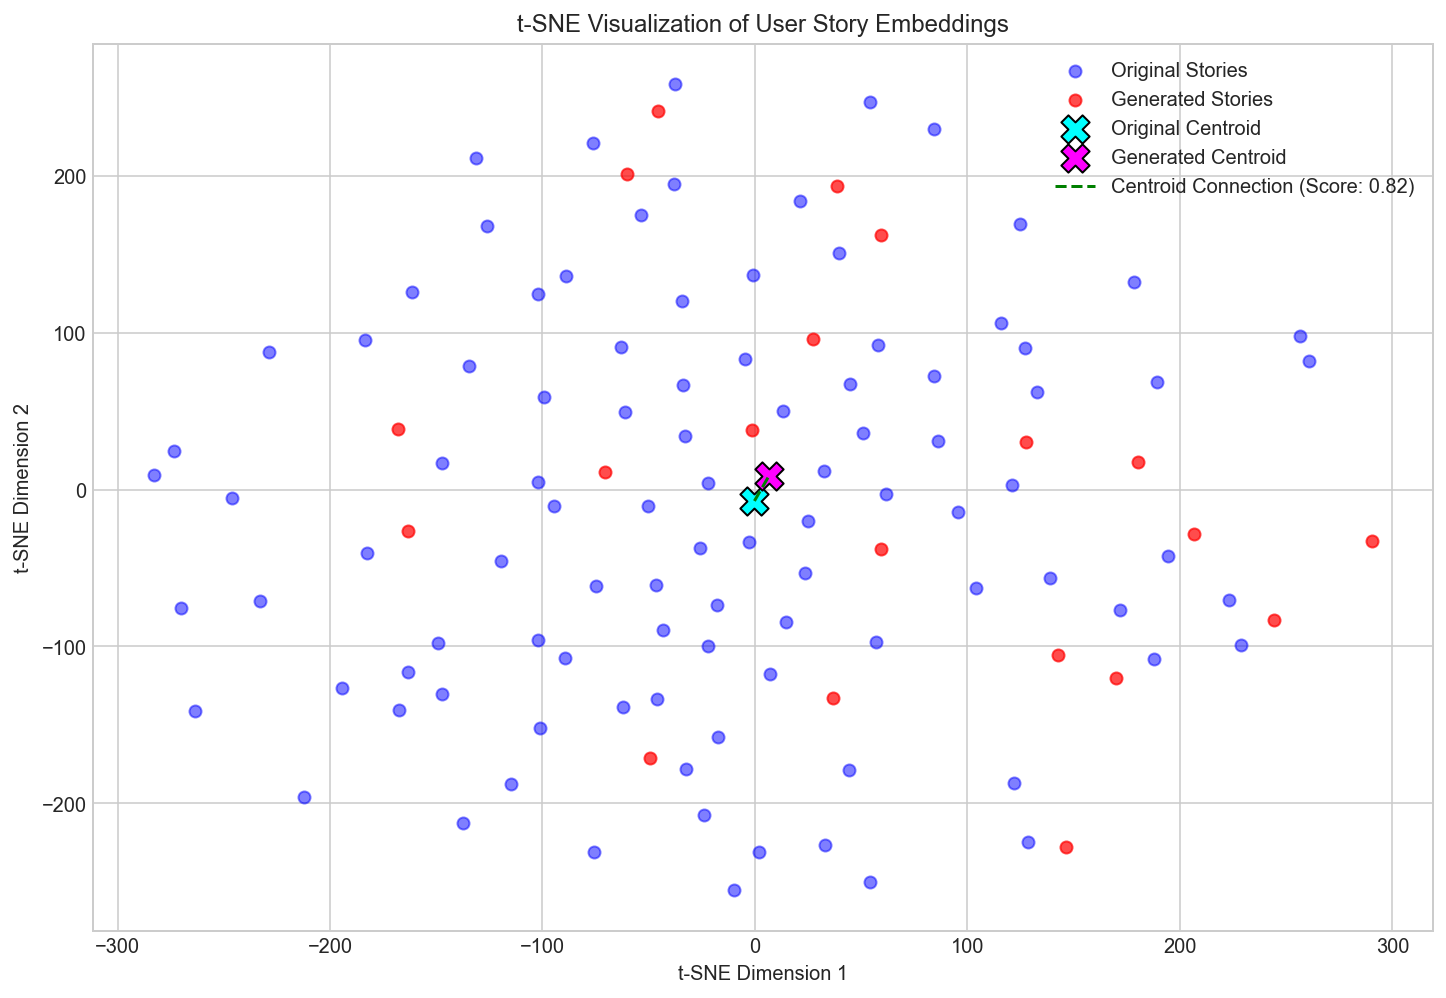 t-SNE Visualization of User Story Embeddings
Original Stories
Generated Stories
Original Centroid
Generated Centroid
Centroid Connection (Score: 0.82)
200
100
0
−100
−200
t-SNE Dimension 2
−300
−200
−100
0
100
200
300
t-SNE Dimension 1